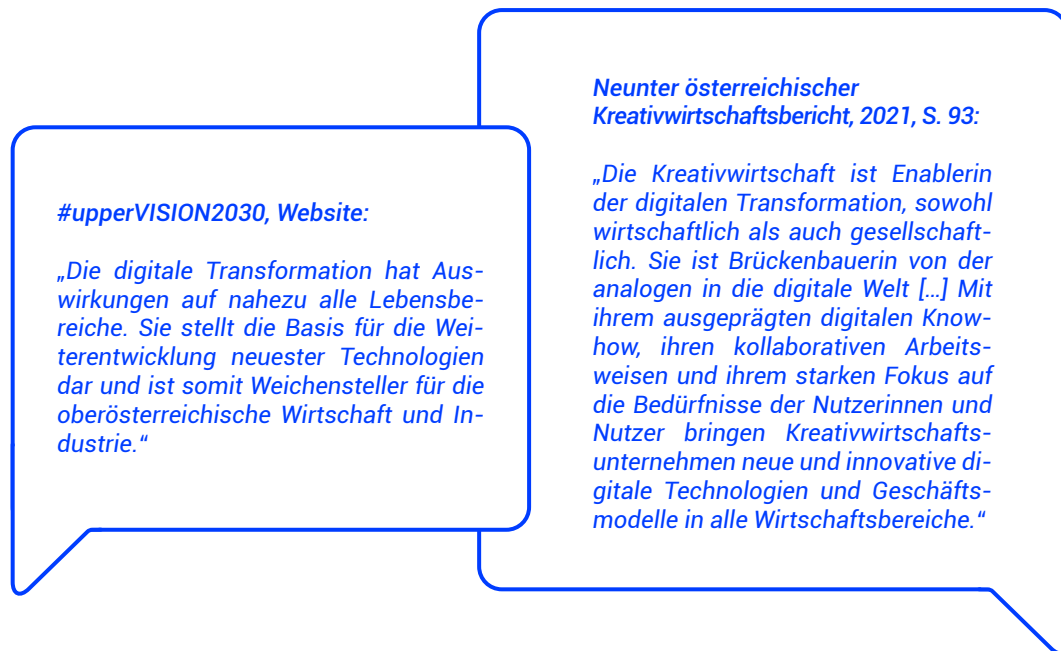 #upperVISION2030, Website:
„Die digitale Transformation hat Aus-
wirkungen auf nahezu alle Lebensbe-
reiche. Sie stellt die Basis für die Wei-
terentwicklung neuester Technologien
dar und ist somit Weichensteller für die
oberösterreichische Wirtschaft und In-
dustrie.“
Neunter österreichischer
Kreativwirtschaftsbericht, 2021, S. 93:
„Die Kreativwirtschaft ist Enablerin
der digitalen Transformation, sowohl
wirtschaftlich als auch gesellschaft-
lich. Sie ist Brückenbauerin von der
analogen in die digitale Welt [...] Mit
ihrem ausgeprägten digitalen Know-
how, ihren kollaborativen Arbeits-
weisen und ihrem starken Fokus auf
die Bedürfnisse der Nutzerinnen und
Nutzer bringen Kreativwirtschafts-
unternehmen neue und innovative di-
gitale Technologien und Geschäfts-
modelle in alle Wirtschaftsbereiche.“